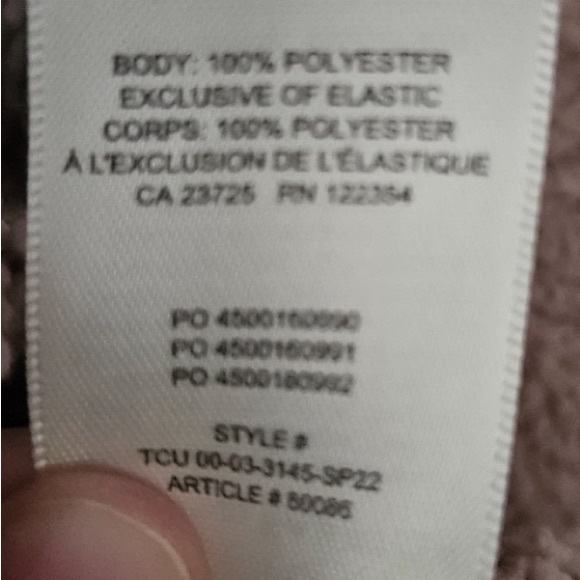 BODY: 100% POLYESTER
EXCLUSIVE OF ELASTIC
CORPS: 100% POLYESTER
À L'EXCLUSION DE L'ÉLASTIQUE
CA 23725 RN 122364
PO 4500160990
PO 4500160991
PO 4500160992
STYLE #
TCU 00-03-3145-SP22
ARTICLE # 80086